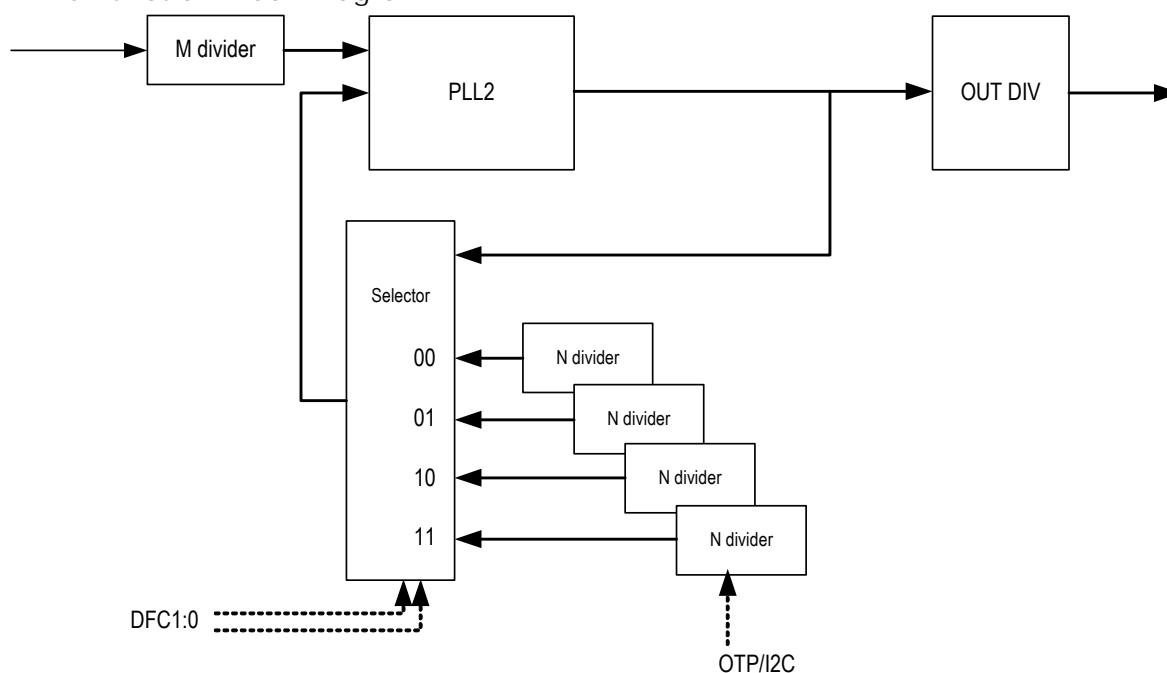 M divider
PLL2
OUT DIV
Selector
00
N divider
01
N divider
10
N divider
11
N divider
DFC1:0
OTP/I2C